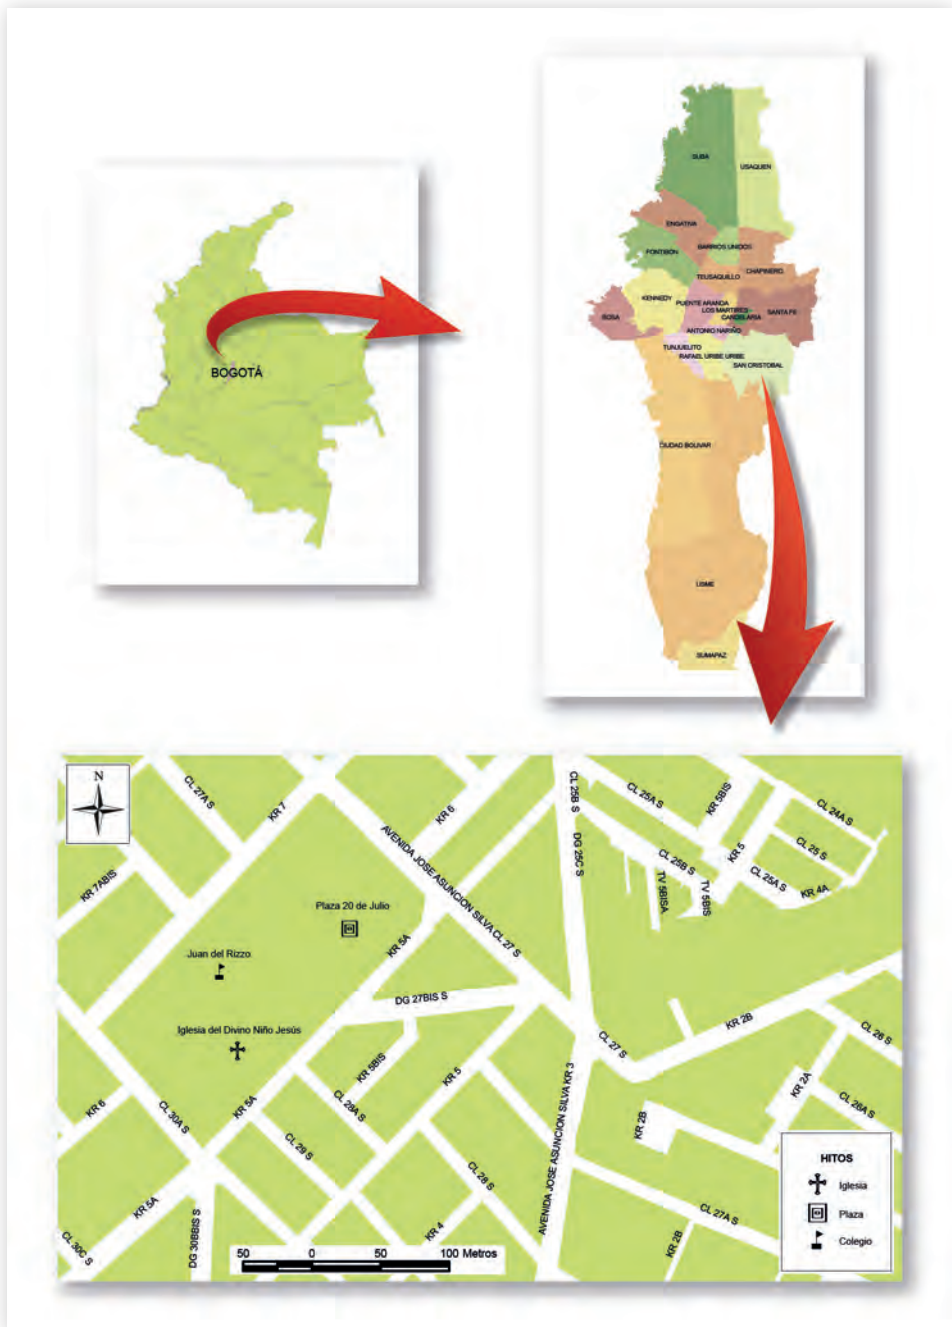 BOGOTÁ
SUBA
USAQUEN
ENGATIVA
BARRIOS UNIDOS
FONTIBON
CHAPINERO
TEUSAQUILLO
KENNEDY
PUENTE ARANDA
LOS MARTIRES
SANTA FE
BOSA
CANDELARIA
ANTONIO NARIÑO
TUNJUELITO
RAFAEL URIBE URIBE
SAN CRISTOBAL
CIUDAD BOLIVAR
USME
SUMAPAZ
N
CL 27A S
KR 7
KR 6
CL 25B S
CL 25A S
KR 5BIS
CL 24A S
AVENIDA JOSE ASUNCION SILVA CL 27 S
DG 25C S
CL 25B S
KR 5
CL 25 S
KR 7ABIS
TV 5BISA
TV 5BIS
CL 25A S
KR 4A
Plaza 20 de Julio
KR 5A
Juan del Rizzo
DG 27BIS S
KR 2B
Iglesia del Divino Niño Jesús
CL 27 S
CL 26 S
KR 5BIS
KR 5
AVENIDA JOSE ASUNCION SILVA KR 3
KR 2A
KR 6
CL 30A S
KR 5A
CL 28A S
CL 26A S
KR 2B
CL 29 S
CL 28 S
KR 5A
CL 27A S
KR 4
KR 2B
CL 30C S
DG 30BBIS S
50 0 50 100 Metros
HITOS
Iglesia
Plaza
Colegio